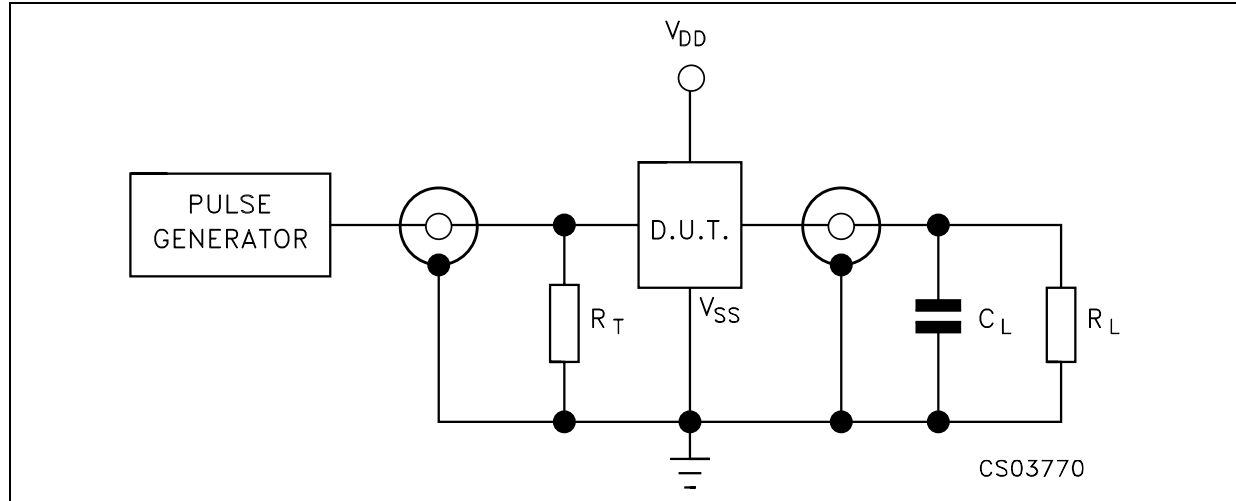 VDD
PULSE
GENERATOR
D.U.T.
VSS
RT
CL
RL
CS03770